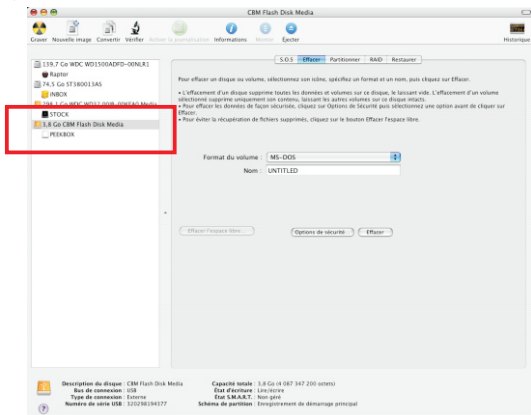 CBM Flash Disk Media
Graver Nouvelle image Convertir Vérifier Activer la journalisation Informations Monter Éjecter Historique
139,7 Go WDC WD1500ADFD-00NLR1
Raptor
74,5 Go ST380013AS
INBOX
STOCK
3,8 Go CBM Flash Disk Media
PEEKBOX
S.O.S Effacer Partitionner RAID Restaurer
Pour effacer un disque ou volume, sélectionnez son icône, spécifiez un format et un nom, puis cliquez sur Effacer.
• L'effacement d'un disque supprime toutes les données et volumes sur ce disque, le laissant vide. L'effacement d'un volume
sélectionné supprime uniquement son contenu, laissant les autres volumes sur ce disque intacts.
• Pour effacer les données de façon sécurisée, cliquez sur Options de Sécurité puis sélectionnez une option avant de cliquer sur
Effacer.
• Pour éviter la récupération de fichiers supprimés, cliquez sur le bouton Effacer l'espace libre.
Format du volume : MS-DOS
Nom : UNTITLED
Effacer l'espace libre... Options de sécurité... Effacer...
Description du disque : CBM Flash Disk Media
Bus de connexion : USB
Type de connexion : Externe
Numéro de série USB : 320298194377
Capacité totale : 3,8 Go (4 087 347 200 octets)
État d'écriture : Lire/écrire
État S.M.A.R.T. : Non géré
Schéma de partition : Enregistrement de démarrage principal